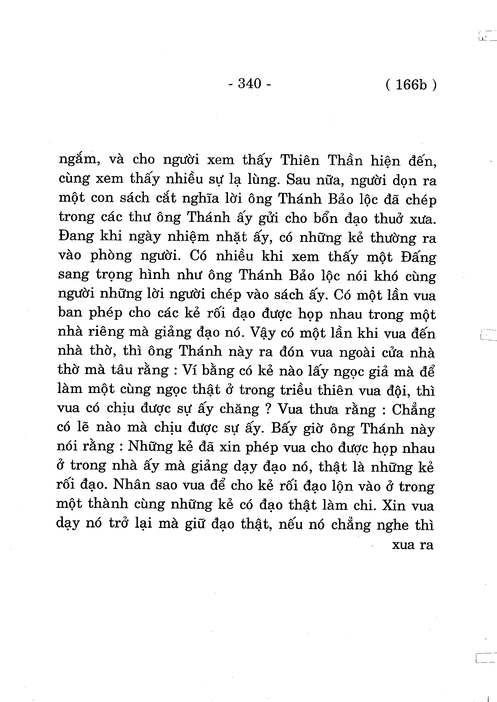 - 340 - ( 166b )
ngắm, và cho người xem thấy Thiên Thần hiện đến,
cùng xem thấy nhiều sự lạ lùng. Sau nữa, người dọn ra
một con sách cắt nghĩa lời ông Thánh Bảo lộc đã chép
trong các thư ông Thánh ấy gửi cho bổn đạo thuở xưa.
Đang khi ngày nhiệm nhặt ấy, có những kẻ thường ra
vào phòng người. Có nhiều khi xem thấy một Đấng
sang trọng hình như ông Thánh Bảo lộc nói khó cùng
người những lời người chép vào sách ấy. Có một lần vua
ban phép cho các kẻ rối đạo được họp nhau trong một
nhà riêng mà giảng đạo nó. Vậy có một lần khi vua đến
nhà thờ, thì ông Thánh này ra đón vua ngoài cửa nhà
thờ mà tâu rằng : Ví bằng có kẻ nào lấy ngọc giả mà để
làm một cùng ngọc thật ở trong triều thiên vua đội, thì
vua có chịu được sự ấy chăng ? Vua thưa rằng : Chẳng
có lẽ nào mà chịu được sự ấy. Bấy giờ ông Thánh này
nói rằng : Những kẻ đã xin phép vua cho được họp nhau
ở trong nhà ấy mà giảng dạy đạo nó, thật là những kẻ
rối đạo. Nhân sao vua để cho kẻ rối đạo lộn vào ở trong
một thành cùng những kẻ có đạo thật làm chi. Xin vua
dạy nó trở lại mà giữ đạo thật, nếu nó chẳng nghe thì
xua ra